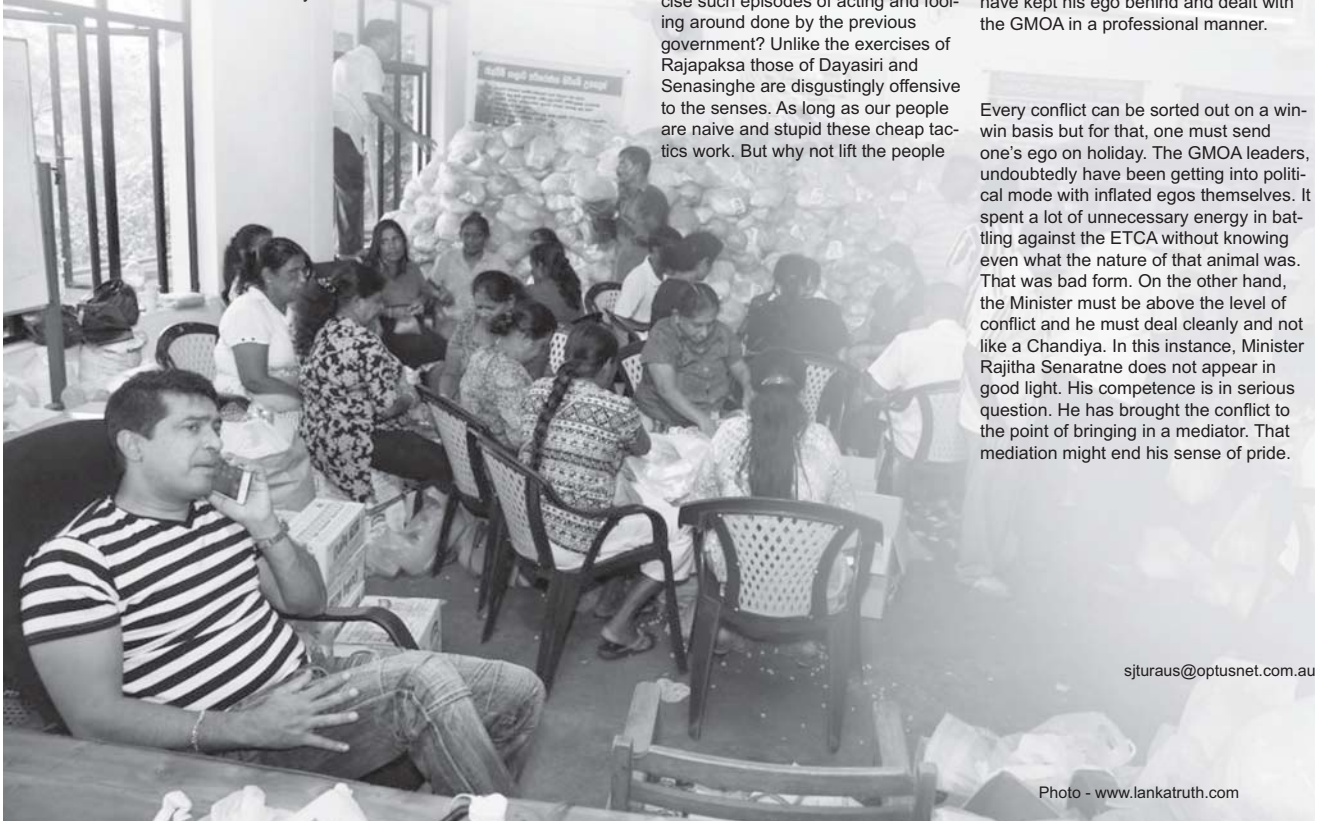 cise such episodes of acting and fool-
ing around done by the previous
government? Unlike the exercises of
Rajapaksa those of Dayasiri and
Senasinghe are disgustingly offensive
to the senses. As long as our people
are naive and stupid these cheap tac-
tics work. But why not lift the people
have kept his ego behind and dealt with
the GMOA in a professional manner.
Every conflict can be sorted out on a win-
win basis but for that, one must send
one's ego on holiday. The GMOA leaders,
undoubtedly have been getting into politi-
cal mode with inflated egos themselves. It
spent a lot of unnecessary energy in bat-
tling against the ETCA without knowing
even what the nature of that animal was.
That was bad form. On the other hand,
the Minister must be above the level of
conflict and he must deal cleanly and not
like a Chandiya. In this instance, Minister
Rajitha Senaratne does not appear in
good light. His competence is in serious
question. He has brought the conflict to
the point of bringing in a mediator. That
mediation might end his sense of pride.
sjturaus@optusnet.com.au
Photo - www.lankatruth.com